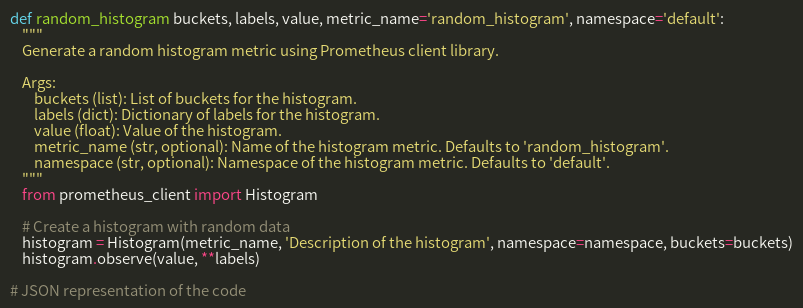 def random_histogram buckets, labels, value, metric_name='random_histogram', namespace='default':
"""
Generate a random histogram metric using Prometheus client library.
Args:
buckets (list): List of buckets for the histogram.
labels (dict): Dictionary of labels for the histogram.
value (float): Value of the histogram.
metric_name (str, optional): Name of the histogram metric. Defaults to 'random_histogram'.
namespace (str, optional): Namespace of the histogram metric. Defaults to 'default'.
"""
from prometheus_client import Histogram
# Create a histogram with random data
histogram = Histogram(metric_name, 'Description of the histogram', namespace=namespace, buckets=buckets)
histogram.observe(value, **labels)
# JSON representation of the code